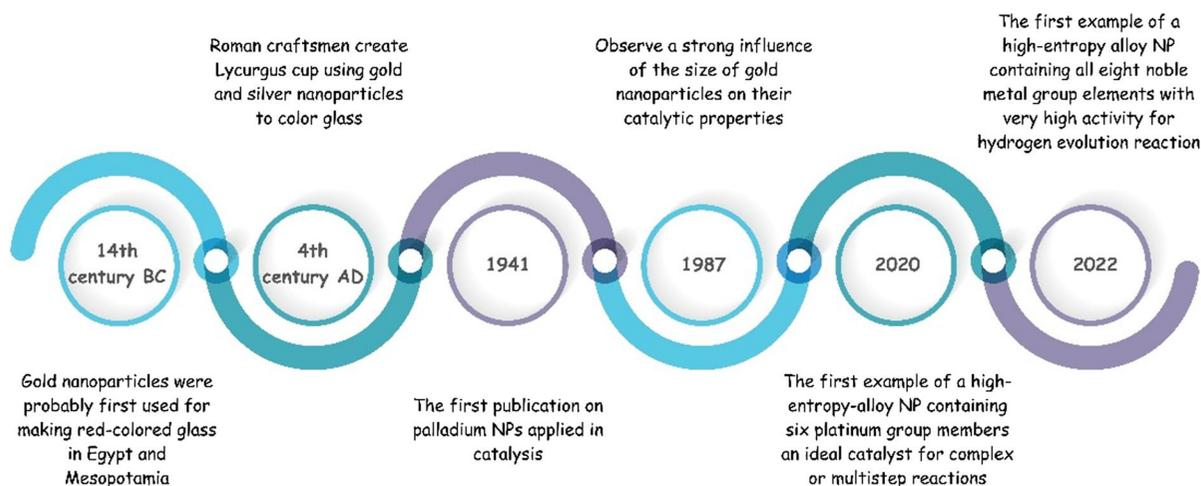 14th
century BC
Gold nanoparticles were
probably first used for
making red-colored glass
in Egypt and
Mesopotamia
Roman craftsmen create
Lycurgus cup using gold
and silver nanoparticles
to color glass
4th
century AD
1941
The first publication on
palladium NPs applied in
catalysis
Observe a strong influence
of the size of gold
nanoparticles on their
catalytic properties
1987
2020
The first example of a high-
entropy-alloy NP containing
six platinum group members
an ideal catalyst for complex
or multistep reactions
The first example of a
high-entropy alloy NP
containing all eight noble
metal group elements with
very high activity for
hydrogen evolution reaction
2022